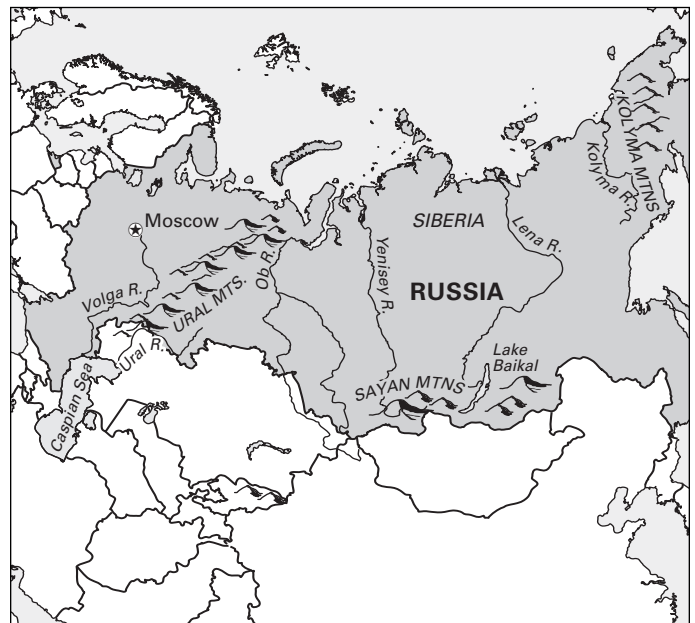 KOLYMA MTNS
Kolyma R.
Moscow
SIBERIA
Lena R.
Yenisey R.
Ob R.
RUSSIA
Volga R.
URAL MTS.
Ural R.
Lake
Baikal
SAYAN MTNS
Caspian Sea